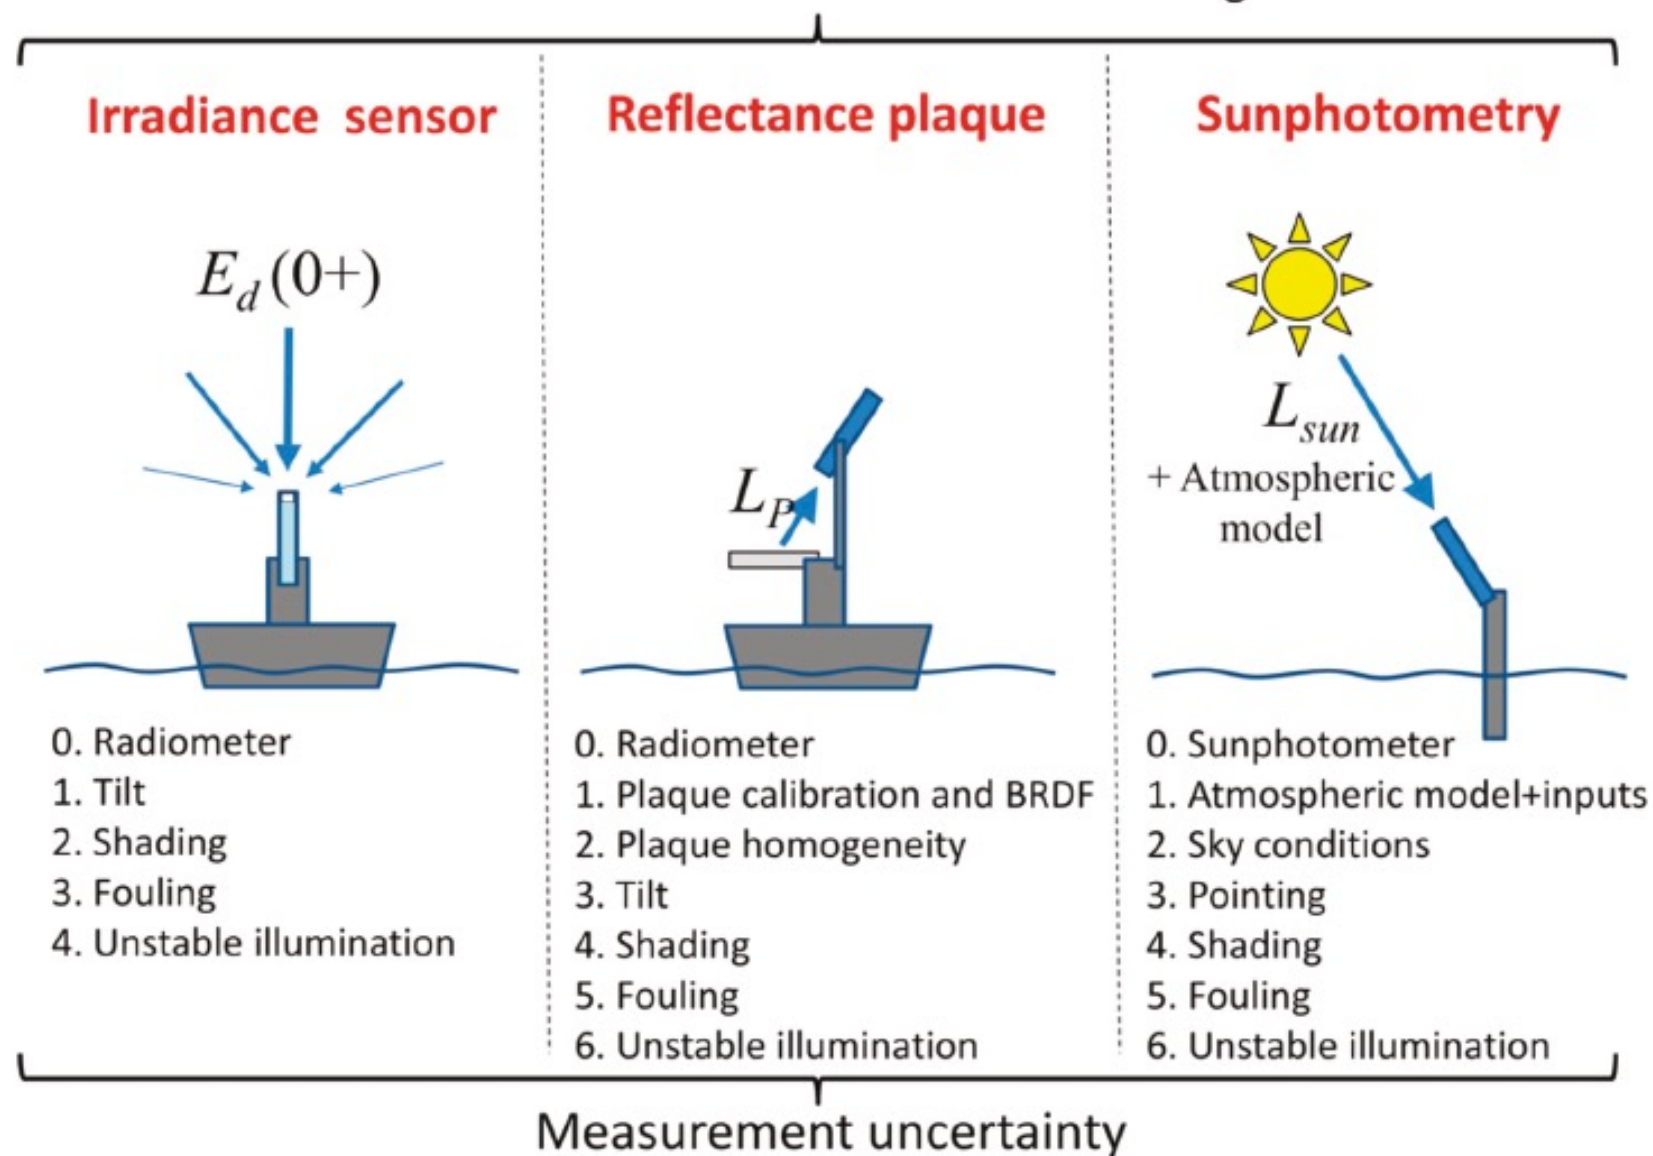 Irradiance sensor
Reflectance plaque
Sunphotometry
E_d (0+)
L_P
L_sun
+ Atmospheric
model
0. Radiometer
1. Tilt
2. Shading
3. Fouling
4. Unstable illumination
0. Radiometer
1. Plaque calibration and BRDF
2. Plaque homogeneity
3. Tilt
4. Shading
5. Fouling
6. Unstable illumination
0. Sunphotometer
1. Atmospheric model+inputs
2. Sky conditions
3. Pointing
4. Shading
5. Fouling
6. Unstable illumination
Measurement uncertainty